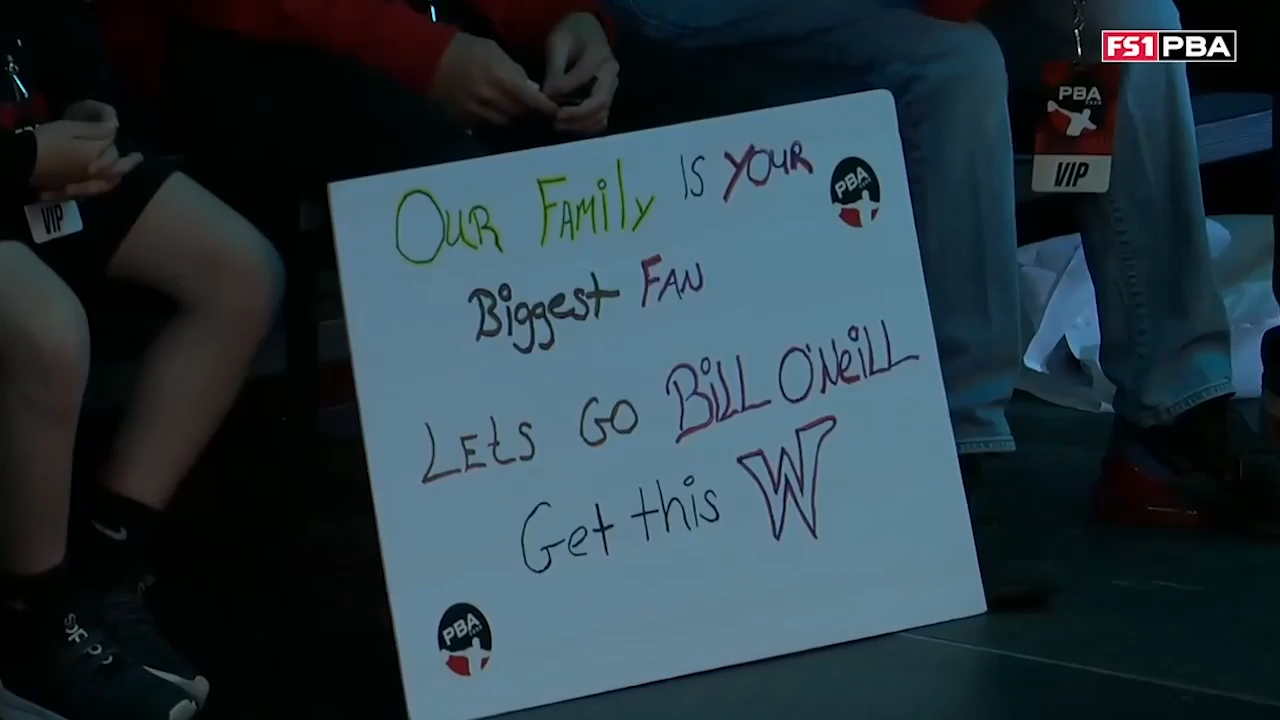 FS1 PBA
PBA
VIP
VIP
OUR FAMily IS YOUR
PBA
Biggest FAN
LEtS GO BiLL O'NEiLL
Get this W
PBA